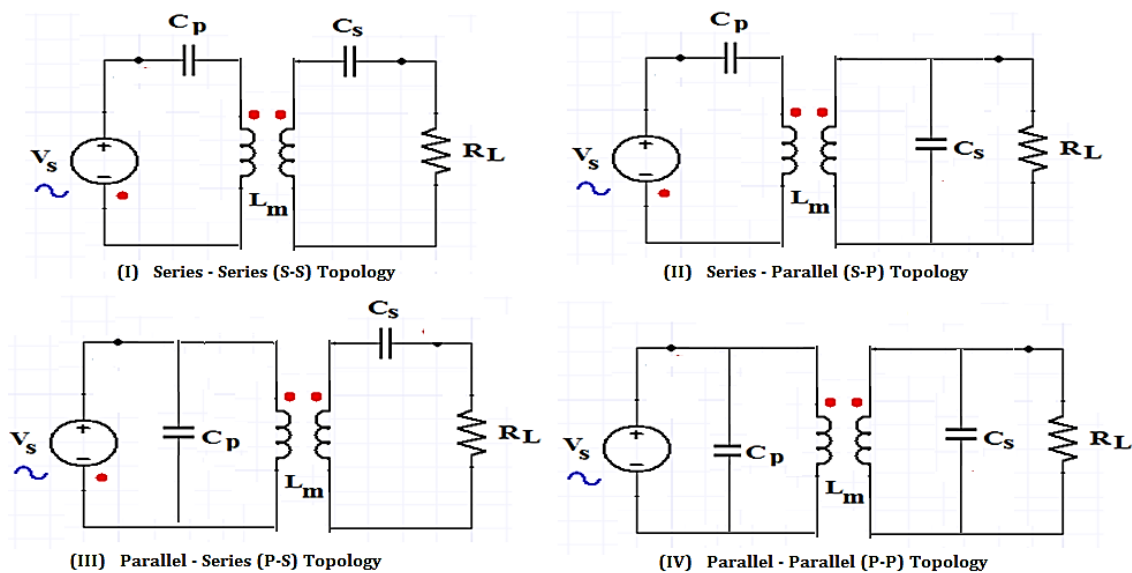 Cp
Cs
Vs
+
−
Lm
RL
(I) Series - Series (S-S) Topology
Cp
Vs
+
−
Lm
Cs
RL
(II) Series - Parallel (S-P) Topology
Cs
Vs
+
−
Cp
Lm
RL
(III) Parallel - Series (P-S) Topology
Vs
+
−
Cp
Lm
Cs
RL
(IV) Parallel - Parallel (P-P) Topology